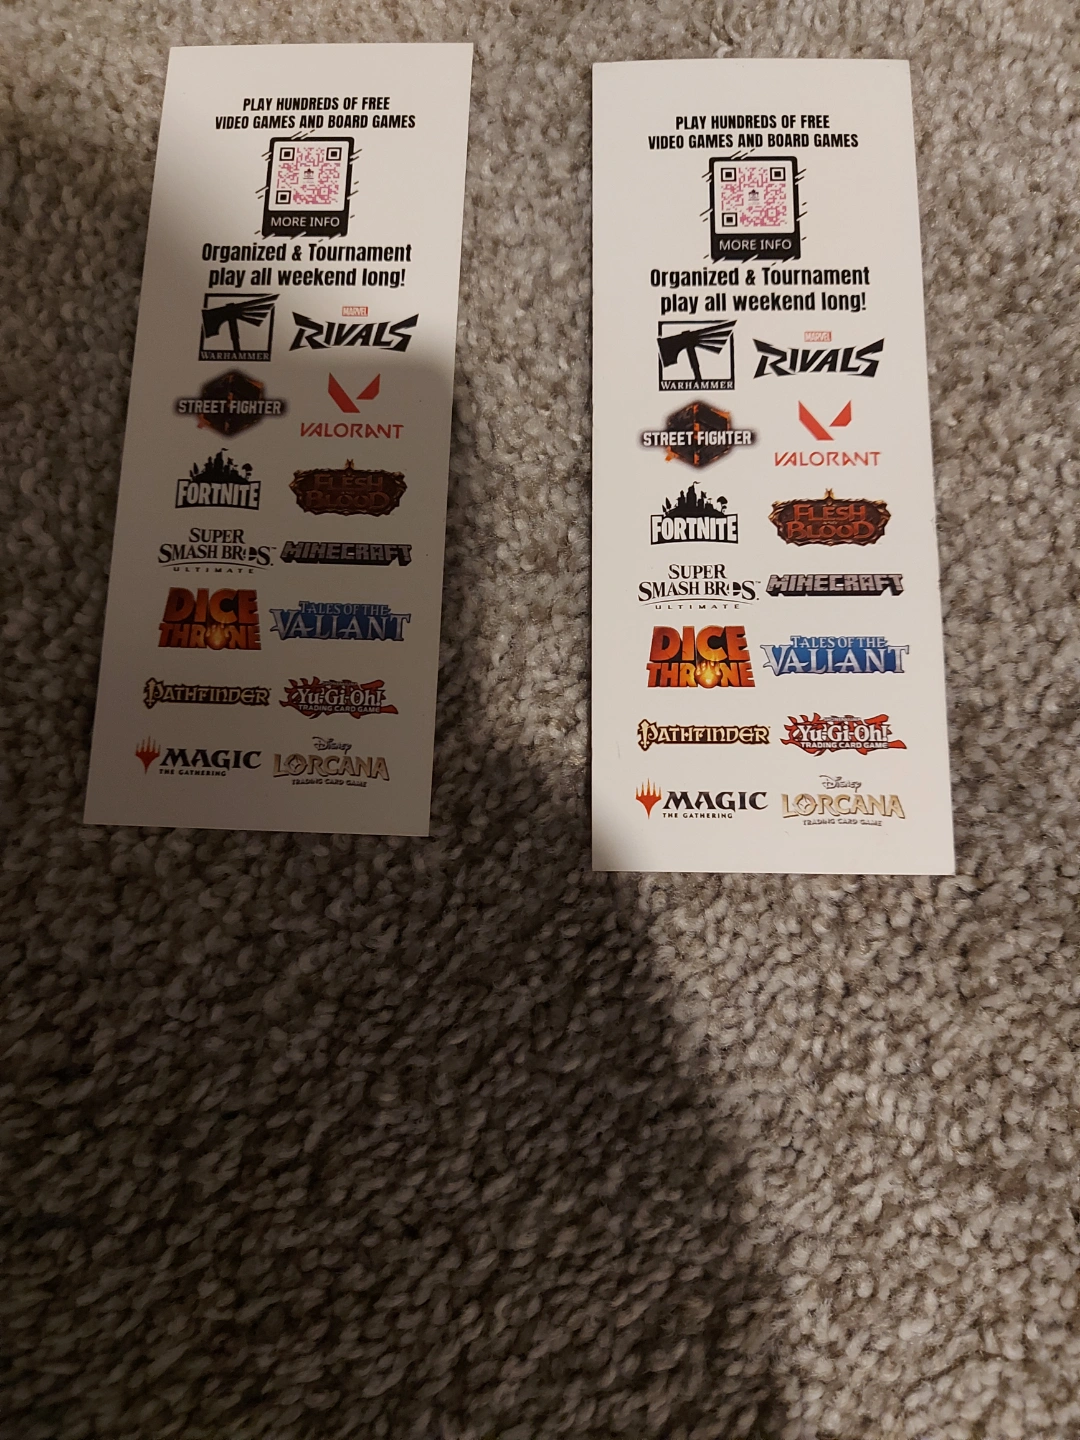 PLAY HUNDREDS OF FREE
VIDEO GAMES AND BOARD GAMES
MORE INFO
Organized & Tournament
play all weekend long!
WARHAMMER
MARVEL
RIVALS
STREET FIGHTER
VALORANT
FORTNITE
FLESH
AND
BLOOD
SUPER
SMASH BROS.™
ULTIMATE
MINECRAFT
DICE
THRONE
TALES OF THE
VALIANT
PATHFINDER
Yu-Gi-Oh!
TRADING CARD GAME
MAGIC
THE GATHERING
Disney
LORCANA
TRADING CARD GAME
PLAY HUNDREDS OF FREE
VIDEO GAMES AND BOARD GAMES
MORE INFO
Organized & Tournament
play all weekend long!
WARHAMMER
MARVEL
RIVALS
STREET FIGHTER
VALORANT
FORTNITE
FLESH
AND
BLOOD
SUPER
SMASH BROS.™
ULTIMATE
MINECRAFT
DICE
THRONE
TALES OF THE
VALIANT
PATHFINDER
Yu-Gi-Oh!
TRADING CARD GAME
MAGIC
THE GATHERING
Disney
LORCANA
TRADING CARD GAME